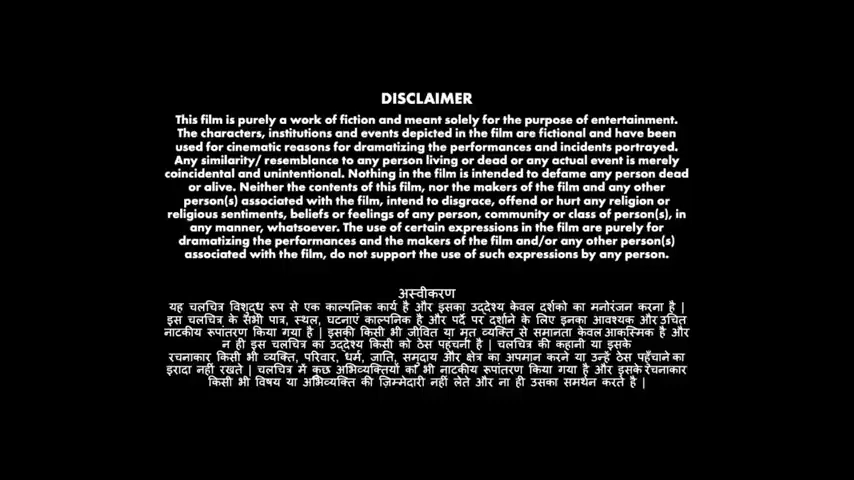 DISCLAIMER
This film is purely a work of fiction and meant solely for the purpose of entertainment.
The characters, institutions and events depicted in the film are fictional and have been
used for cinematic reasons for dramatizing the performances and incidents portrayed.
Any similarity/ resemblance to any person living or dead or any actual event is merely
coincidental and unintentional. Nothing in the film is intended to defame any person dead
or alive. Neither the contents of this film, nor the makers of the film and any other
person(s) associated with the film, intend to disgrace, offend or hurt any religion or
religious sentiments, beliefs or feelings of any person, community or class of person(s), in
any manner, whatsoever. The use of certain expressions in the film are purely for
dramatizing the performances and the makers of the film and/or any other person(s)
associated with the film, do not support the use of such expressions by any person.
अस्वीकरण
यह चलचित्र विशुद्ध रूप से एक काल्पनिक कार्य है और इसका उद्देश्य केवल दर्शको का मनोरंजन करना है |
इस चलचित्र के सभी पात्र, स्थल, घटनाएं काल्पनिक है और पर्दे पर दर्शाने के लिए इनका आवश्यक और उचित
नाटकीय रूपांतरण किया गया है | इसकी किसी भी जीवित या मृत व्यक्ति से समानता केवल आकस्मिक है और
न ही इस चलचित्र का उद्देश्य किसी को ठेस पहुंचनी है | चलचित्र की कहानी या इसके
रचनाकार किसी भी व्यक्ति, परिवार, धर्म, जाति, समुदाय और क्षेत्र का अपमान करने या उन्हें ठेस पहुँचाने का
इरादा नहीं रखते | चलचित्र में कुछ अभिव्यक्तियों का भी नाटकीय रूपांतरण किया गया है और इसके रचनाकार
किसी भी विषय या अभिव्यक्ति की ज़िम्मेदारी नहीं लेते और ना ही उसका समर्थन करते है |